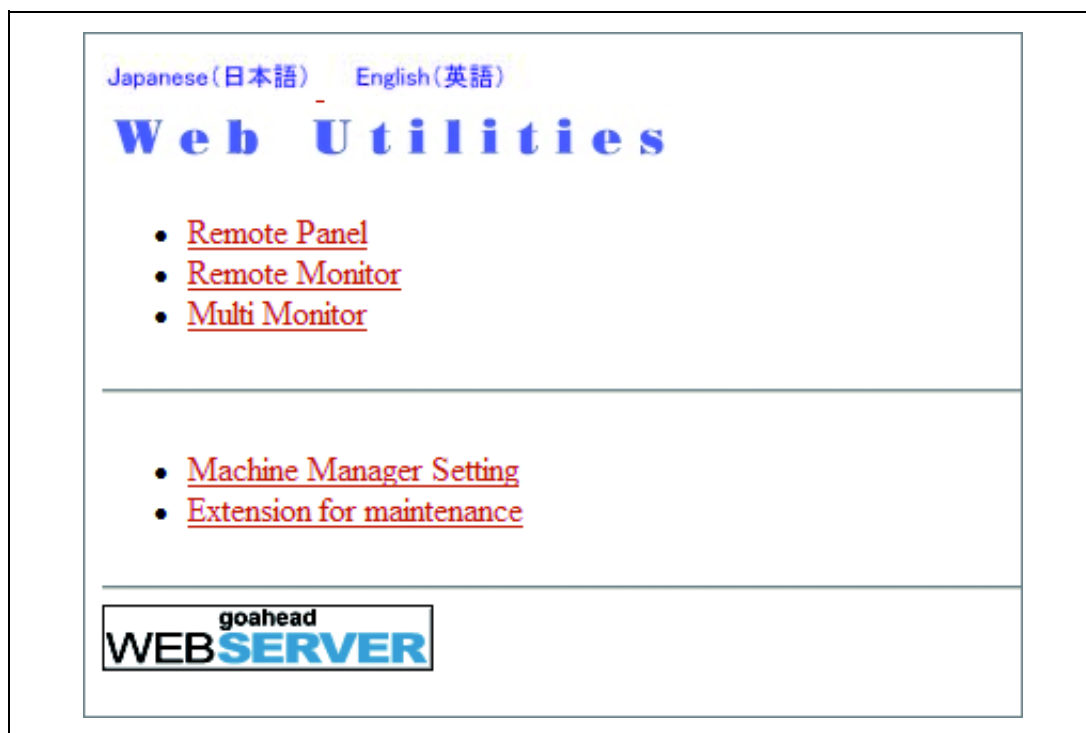 Japanese(日本語) English(英語)
Web Utilities
Remote Panel
Remote Monitor
Multi Monitor
Machine Manager Setting
Extension for maintenance
goahead
WEBSERVER